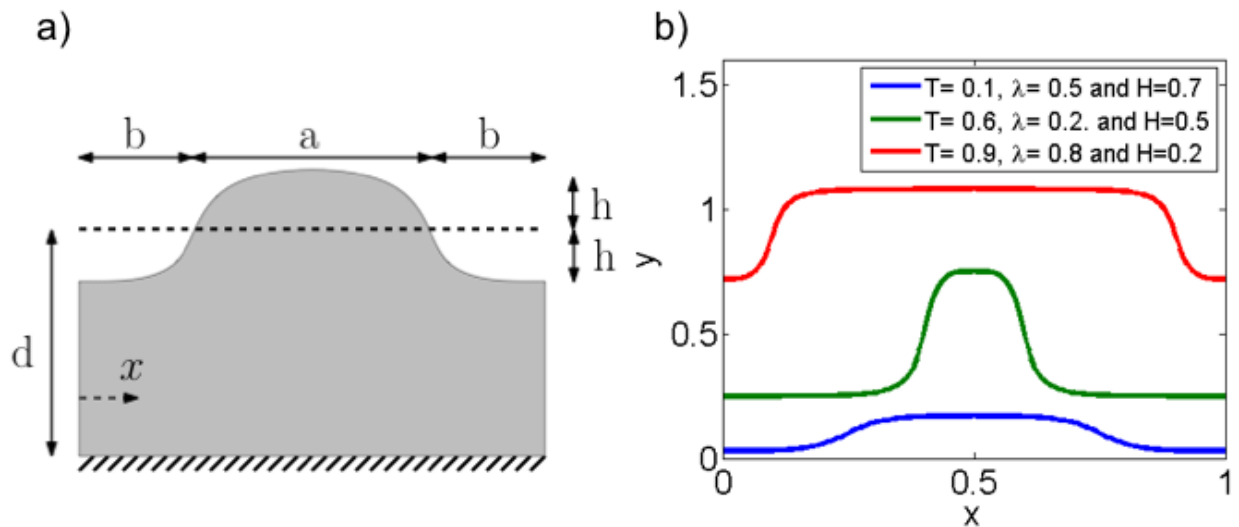 a)
b
a
b
h
h
d
x
b)
1.5
1
0.5
0
y
0
0.5
1
x
T= 0.1, λ= 0.5 and H=0.7
T= 0.6, λ= 0.2. and H=0.5
T= 0.9, λ= 0.8 and H=0.2